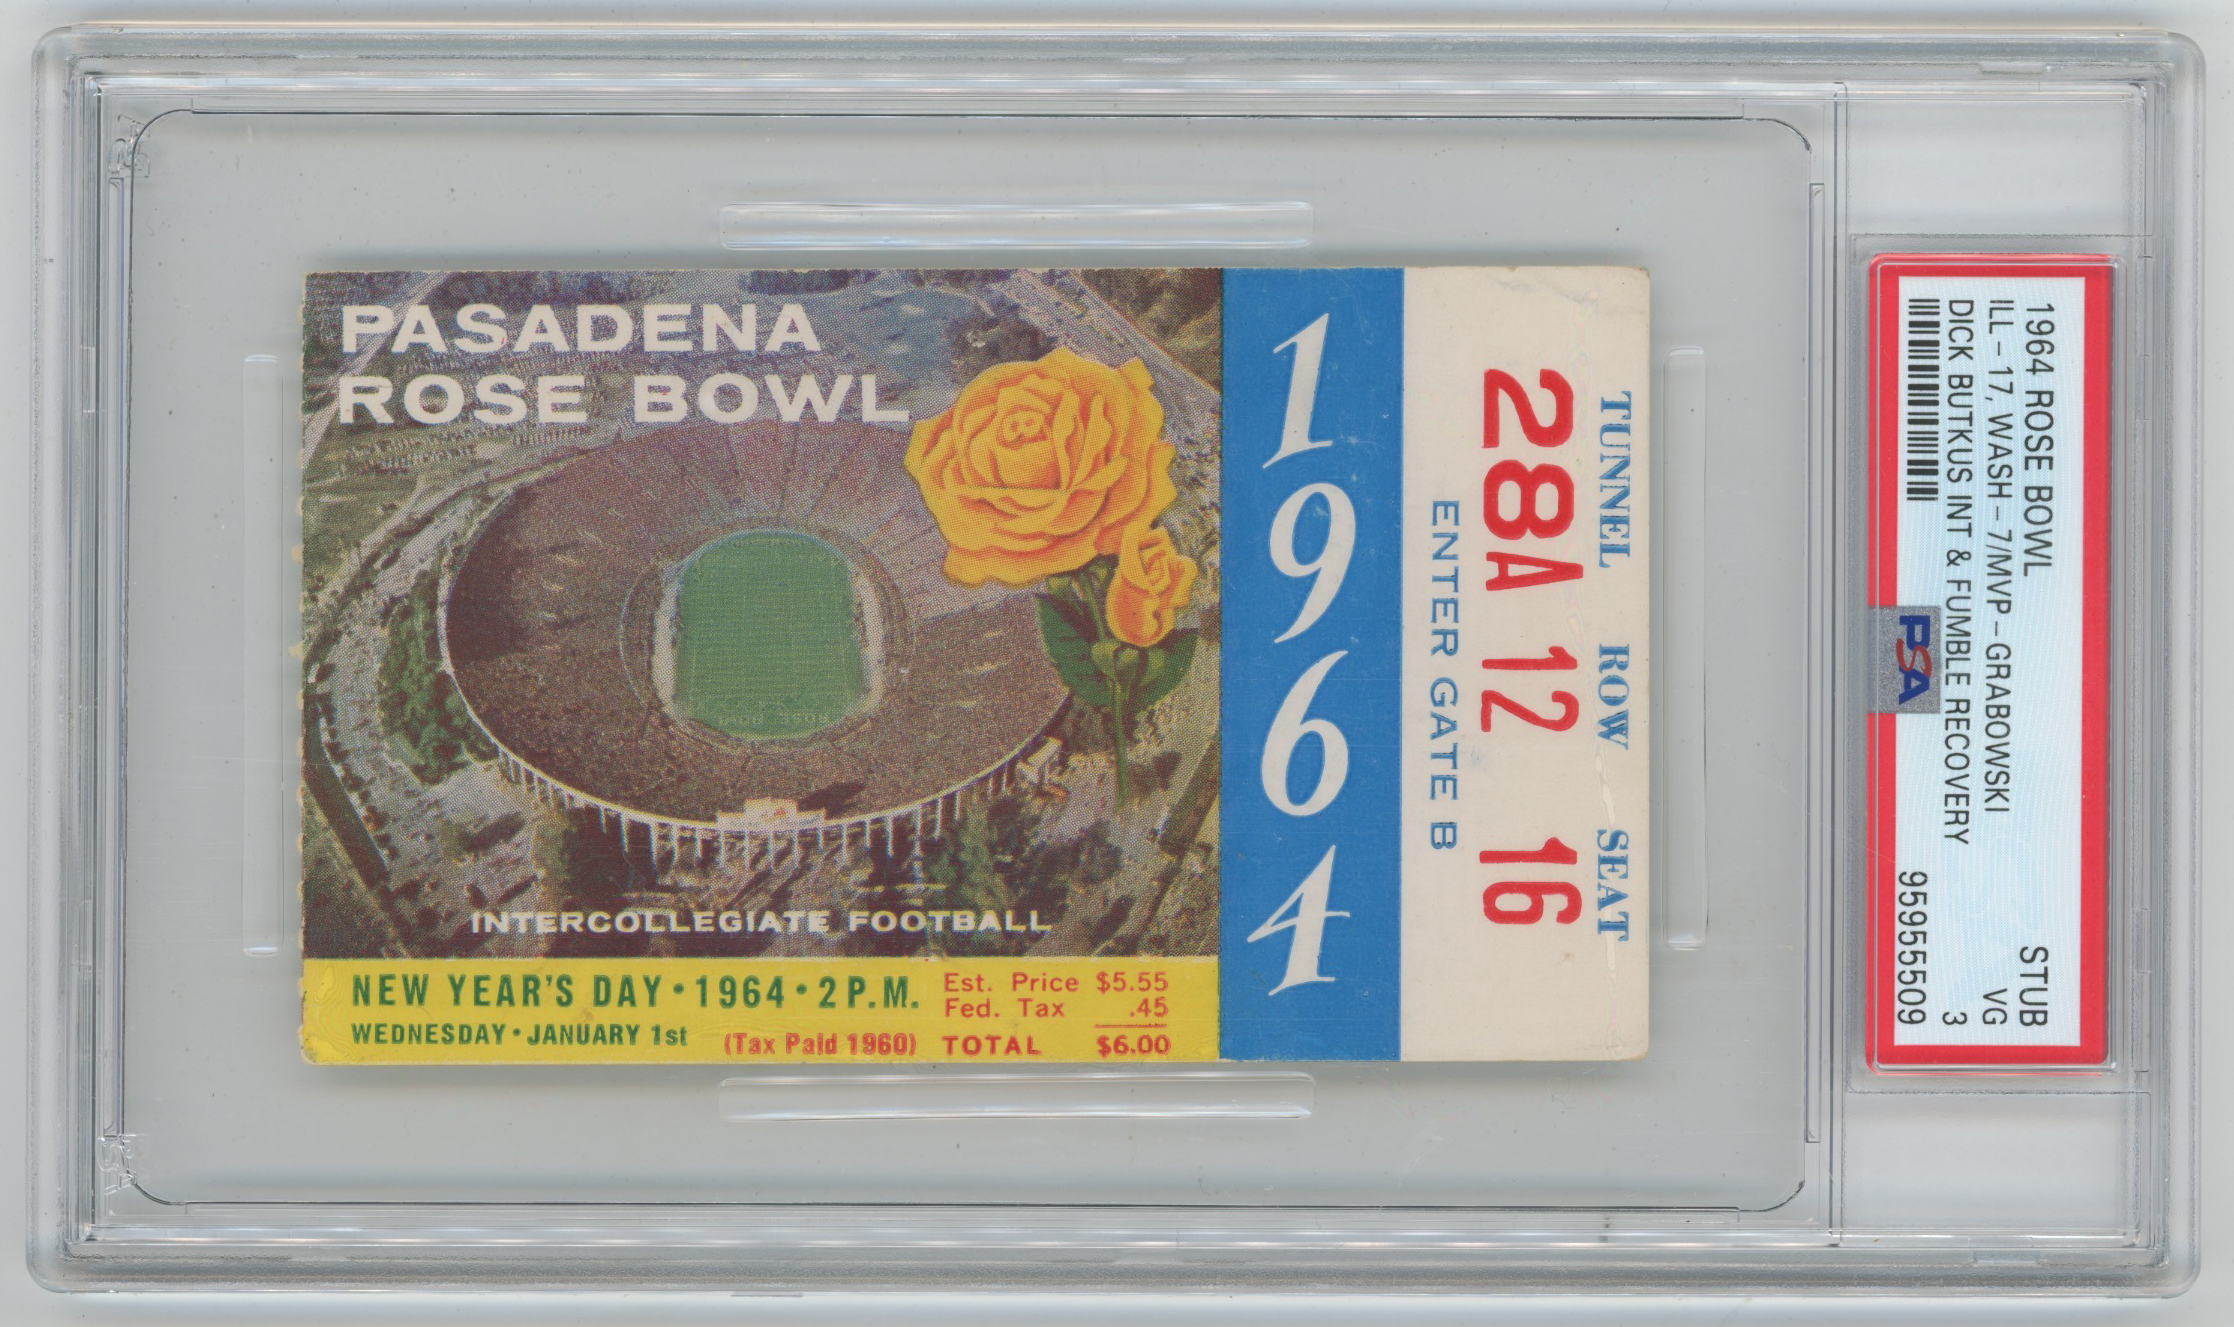 PASADENA
ROSE BOWL
INTERCOLLEGIATE FOOTBALL
NEW YEAR'S DAY • 1964 • 2 P.M.
WEDNESDAY • JANUARY 1st
(Tax Paid 1960)
Est. Price $5.55
Fed. Tax .45
TOTAL $6.00
1964
TUNNEL ROW SEAT
28A 12 16
ENTER GATE B
1964 ROSE BOWL STUB
ILL-17, WASH-7/MVP-GRABOWSKI VG
DICK BUTKUS INT & FUMBLE RECOVERY 3
95955509
PSA